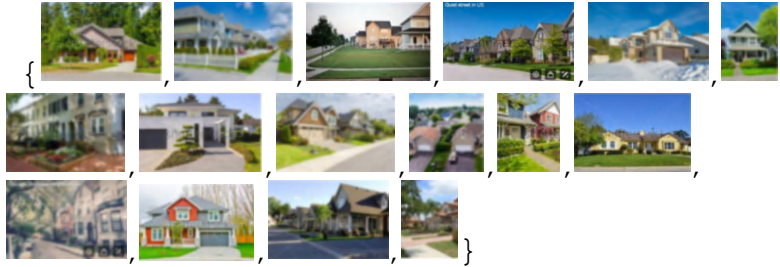 { , , , , ,
Quiet street in US
, , , , , ,
, , , }